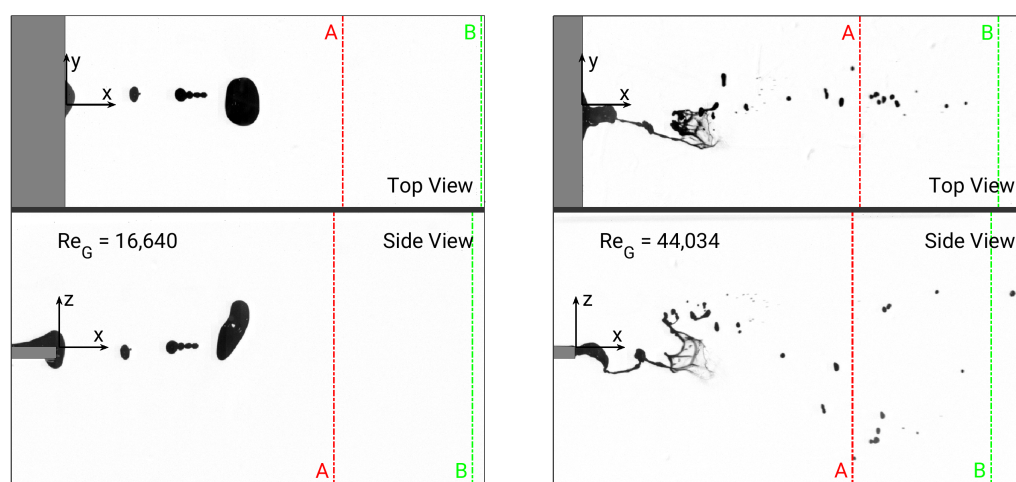 A
B
y
x
Top View
Re_G = 16,640
Side View
z
x
A
B
A
B
y
x
Top View
Re_G = 44,034
Side View
z
x
A
B